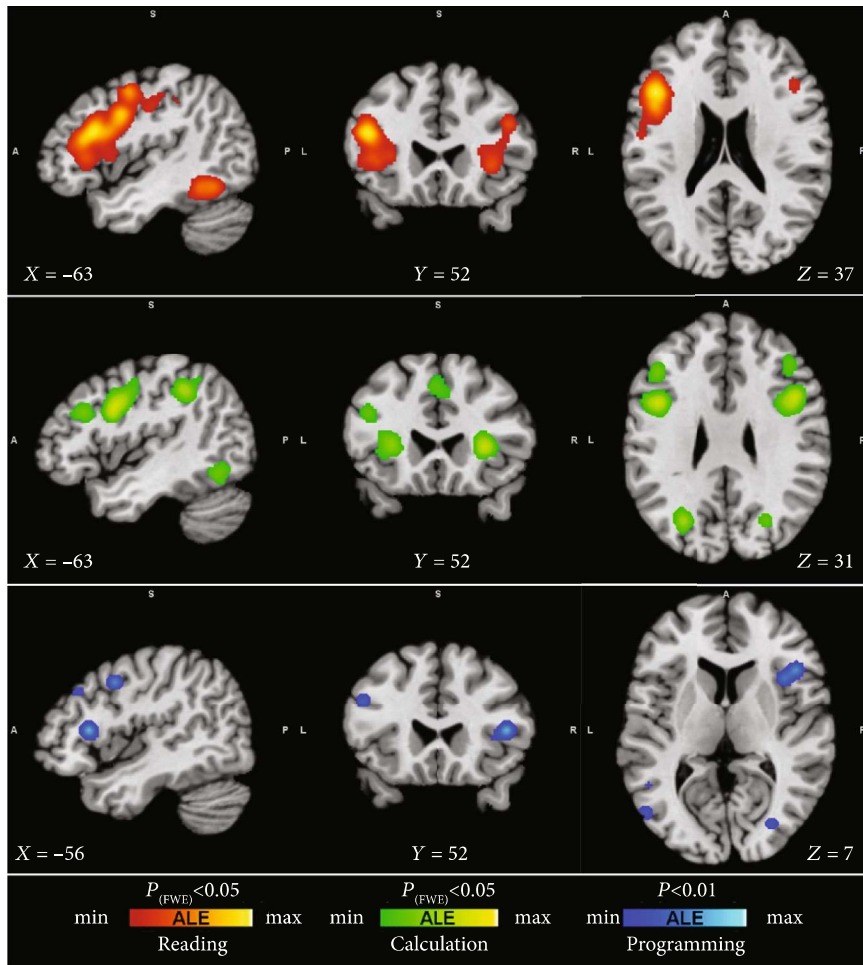 S S A
A P L R L R
X = –63 Y = 52 Z = 37
S S A
A P L R L R
X = –63 Y = 52 Z = 31
S S A
A P L R L R
X = –56 Y = 52 Z = 7
P(FWE)<0.05 P(FWE)<0.05 P<0.01
min ALE max min ALE max min ALE max
Reading Calculation Programming